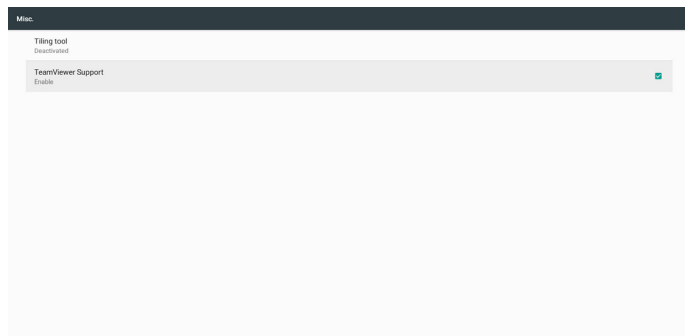 Misc.
Tiling tool
Deactivated
TeamViewer Support
Enable